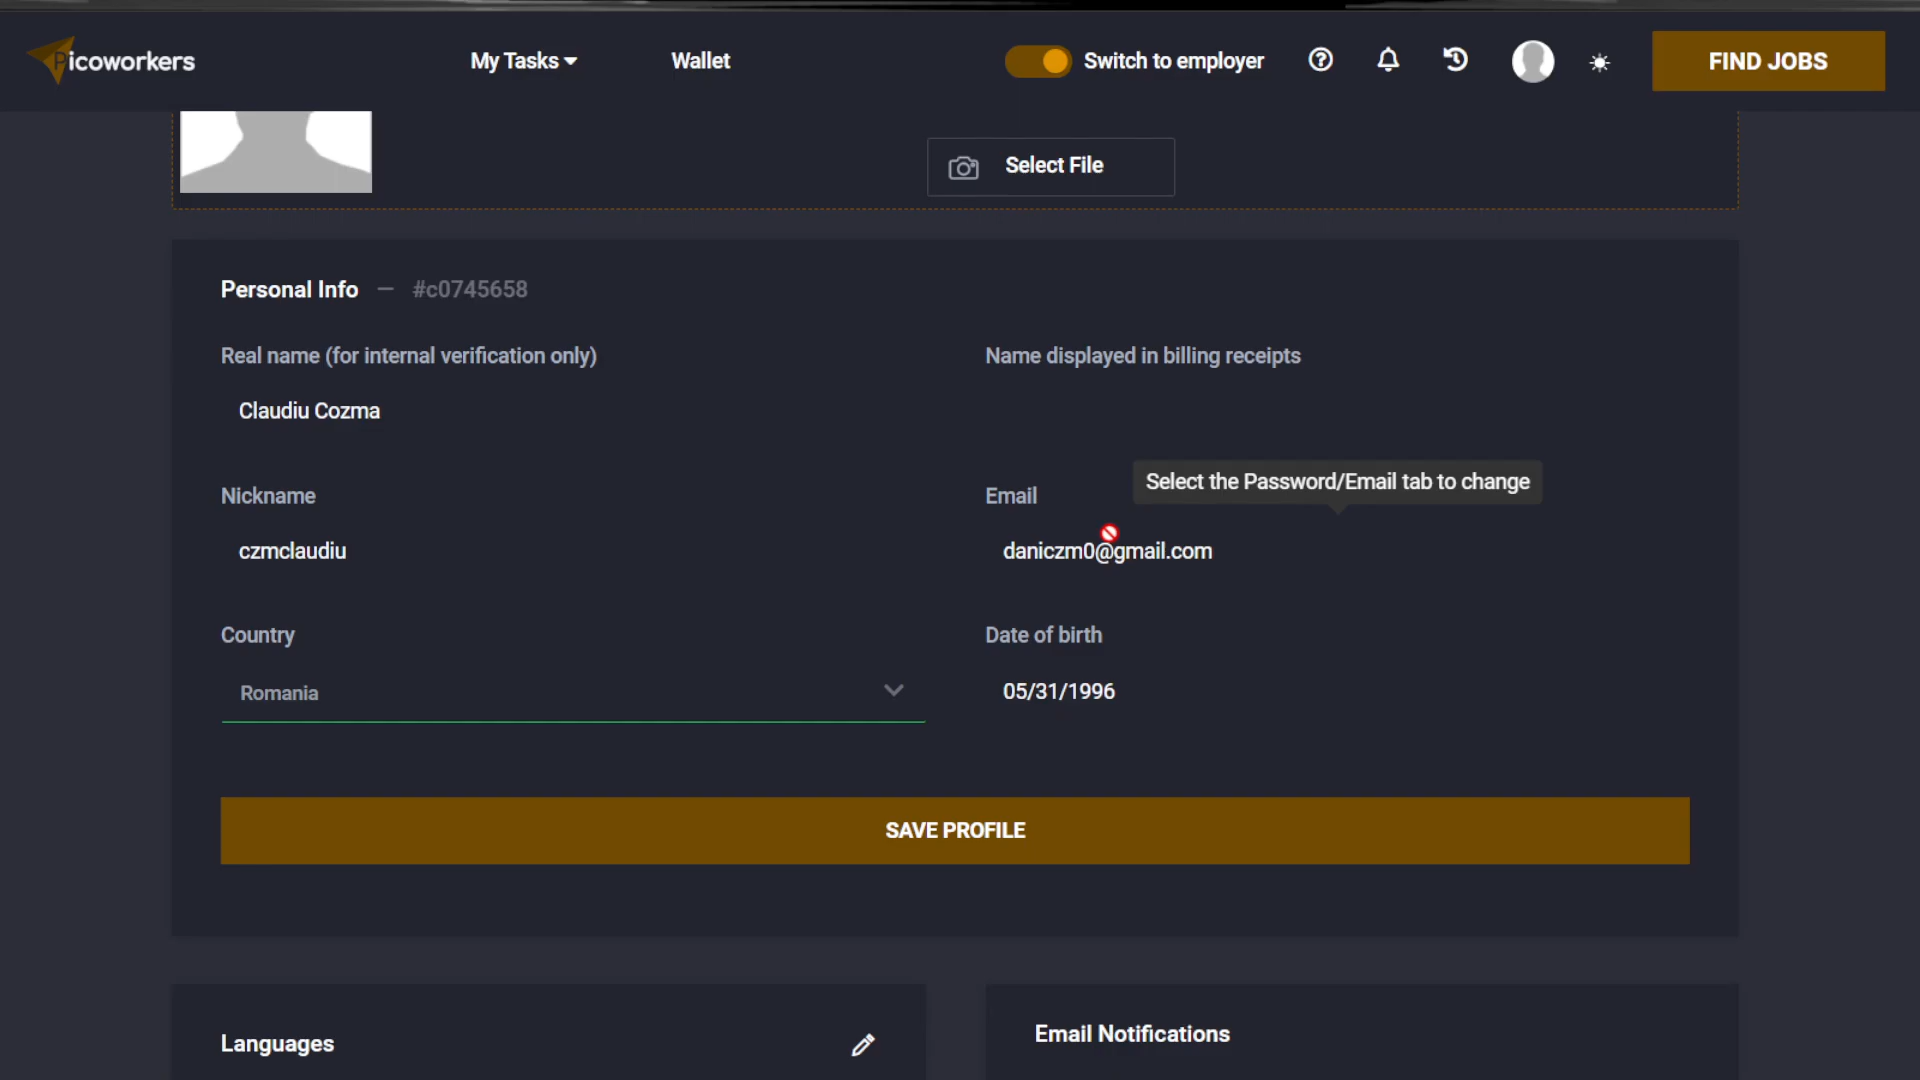 Picoworkers
My Tasks
Wallet
Switch to employer
FIND JOBS
Select File
Personal Info — #c0745658
Real name (for internal verification only)
Name displayed in billing receipts
Claudiu Cozma
Select the Password/Email tab to change
Nickname
Email
czmclaudiu
daniczm0@gmail.com
Country
Date of birth
Romania
05/31/1996
SAVE PROFILE
Languages
Email Notifications